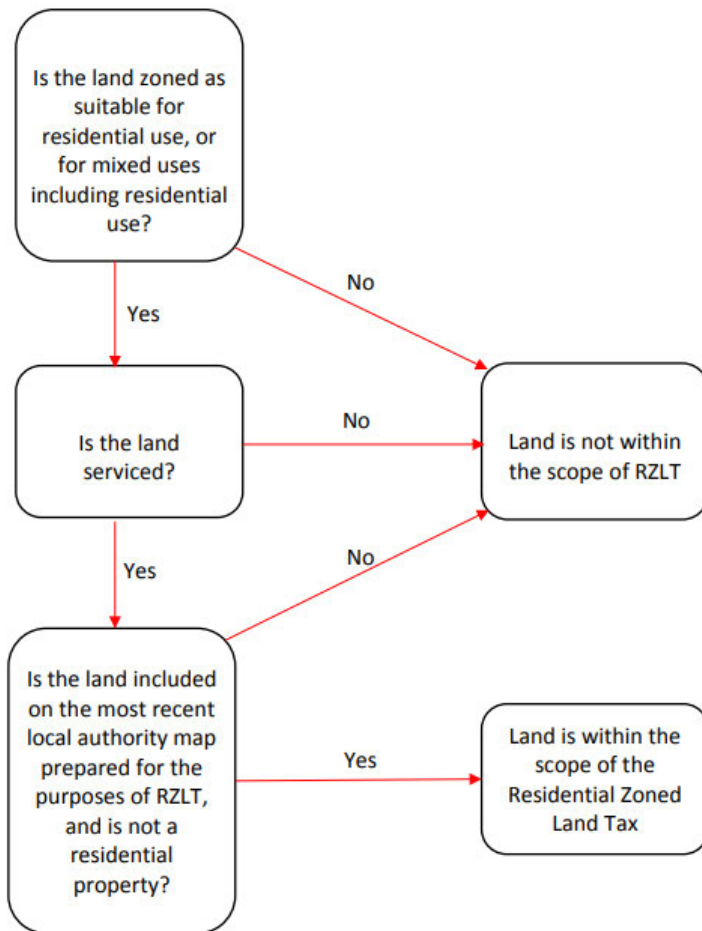 Is the land zoned as
suitable for
residential use, or
for mixed uses
including residential
use?
No
Yes
Is the land
serviced?
No
Land is not within
the scope of RZLT
Yes
No
Is the land included
on the most recent
local authority map
prepared for the
purposes of RZLT,
and is not a
residential
property?
Yes
Land is within the
scope of the
Residential Zoned
Land Tax